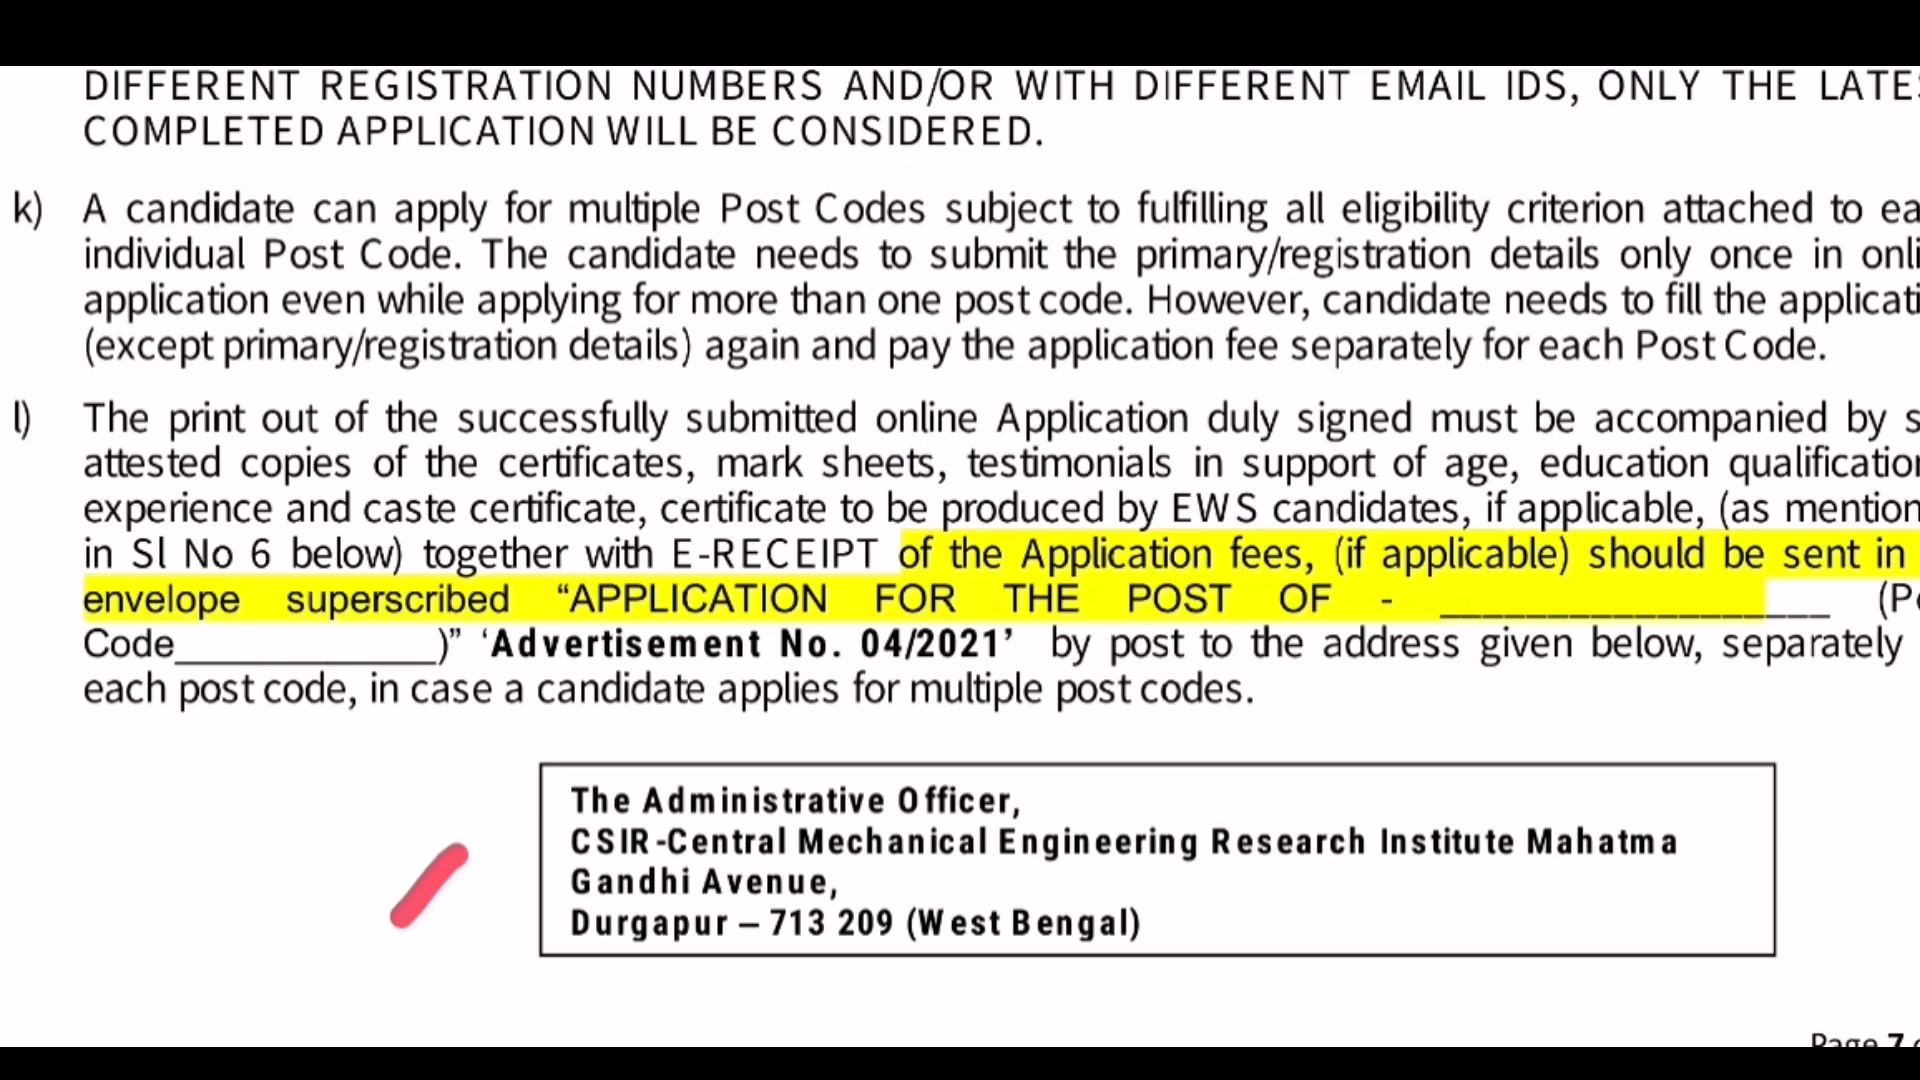 DIFFERENT REGISTRATION NUMBERS AND/OR WITH DIFFERENT EMAIL IDS, ONLY THE
COMPLETED APPLICATION WILL BE CONSIDERED.
k) A candidate can apply for multiple Post Codes subject to fulfilling all eligibility criterion attached to
individual Post Code. The candidate needs to submit the primary/registration details only once in
application even while applying for more than one post code. However, candidate needs to fill the
(except primary/registration details) again and pay the application fee separately for each Post Code.
l) The print out of the successfully submitted online Application duly signed must be accompanied by
attested copies of the certificates, mark sheets, testimonials in support of age, education
experience and caste certificate, certificate to be produced by EWS candidates, if applicable, (as
in Sl No 6 below) together with E-RECEIPT of the Application fees, (if applicable) should be sent in
envelope superscribed “APPLICATION FOR THE POST OF - __________________
Code____________)” ‘Advertisement No. 04/2021’ by post to the address given below, separately
each post code, in case a candidate applies for multiple post codes.
The Administrative Officer,
CSIR-Central Mechanical Engineering Research Institute Mahatma
Gandhi Avenue,
Durgapur – 713 209 (West Bengal)
Page 7